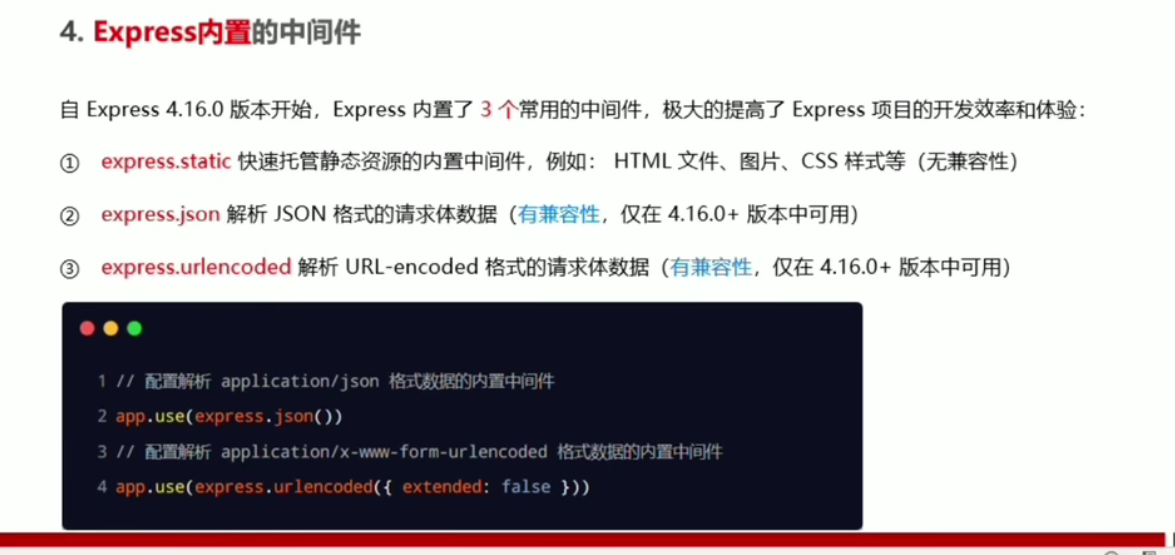 4. Express内置的中间件
自 Express 4.16.0 版本开始，Express 内置了 3 个常用的中间件，极大的提高了 Express 项目的开发效率和体验：
① express.static 快速托管静态资源的内置中间件，例如： HTML 文件、图片、CSS 样式等（无兼容性）
② express.json 解析 JSON 格式的请求体数据（有兼容性，仅在 4.16.0+ 版本中可用）
③ express.urlencoded 解析 URL-encoded 格式的请求体数据（有兼容性，仅在 4.16.0+ 版本中可用）
1 // 配置解析 application/json 格式数据的内置中间件
2 app.use(express.json())
3 // 配置解析 application/x-www-form-urlencoded 格式数据的内置中间件
4 app.use(express.urlencoded({ extended: false }))